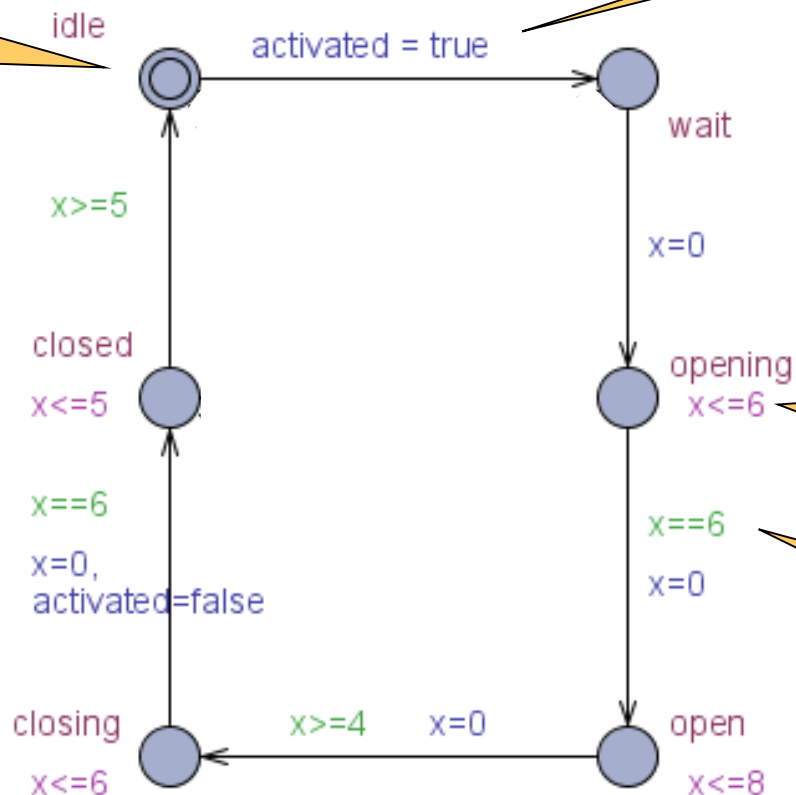 idle
activated = true
wait
x>=5
x=0
closed
opening
x<=5
x<=6
x==6
x==6
x=0,
x=0
activated=false
closing
x>=4
x=0
open
x<=6
x<=8